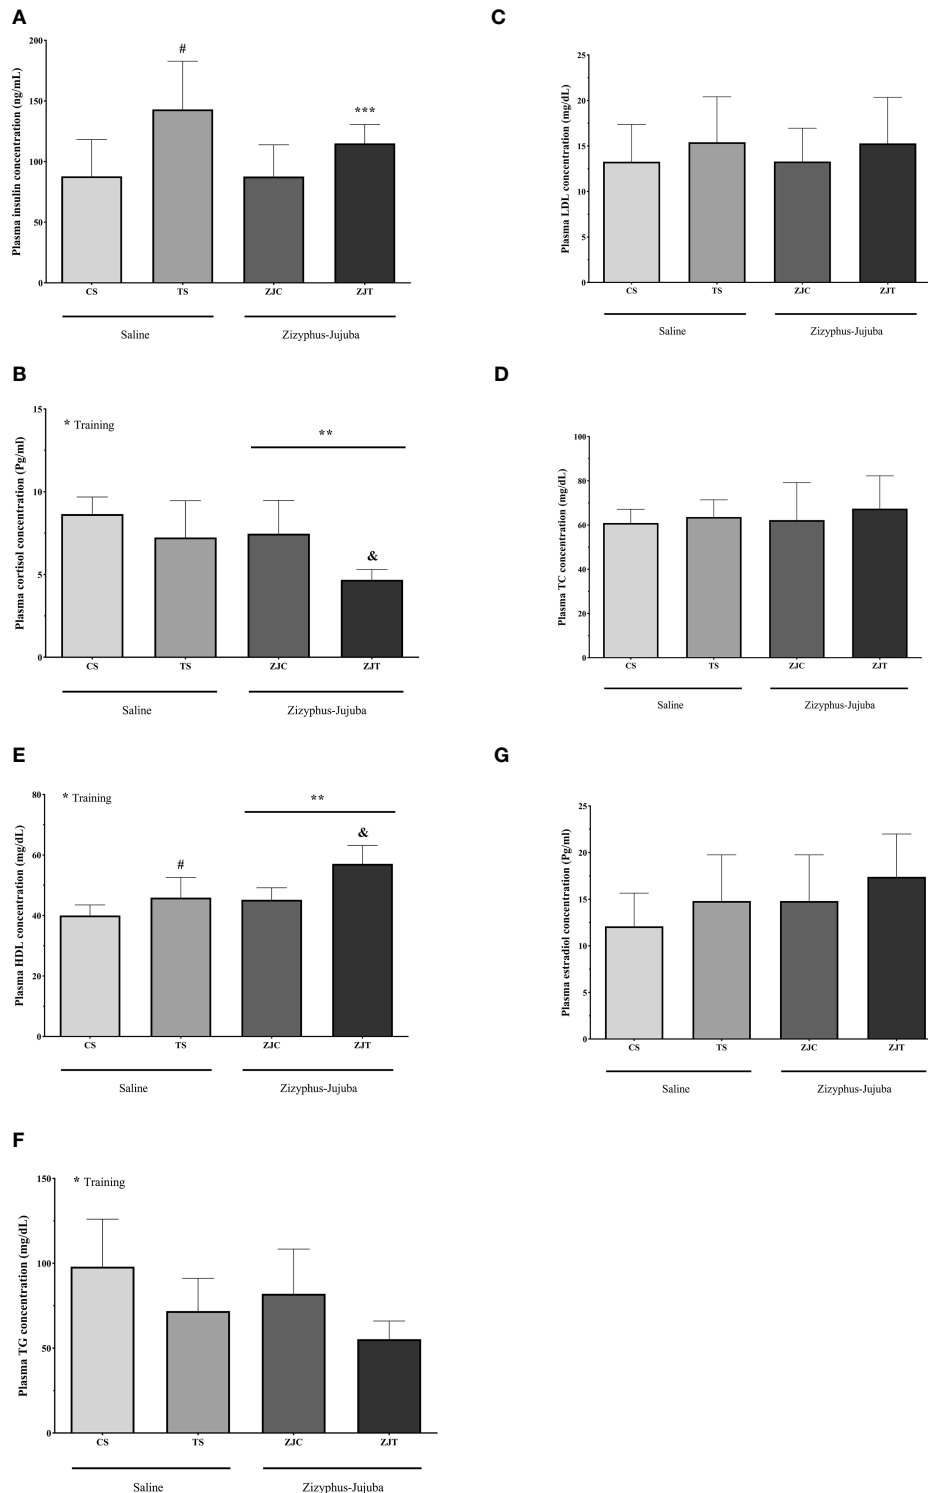 A
Plasma insulin concentration (ng/mL)
200
150
100
50
0
#
***
CS TS ZJC ZJT
Saline Zizyphus-Jujuba
C
Plasma LDL concentration (mg/dL)
25
20
15
10
5
0
CS TS ZJC ZJT
Saline Zizyphus-Jujuba
B
Plasma cortisol concentration (Pg/ml)
15
10
5
0
* Training
**
&
CS TS ZJC ZJT
Saline Zizyphus-Jujuba
D
Plasma TC concentration (mg/dL)
100
80
60
40
20
0
CS TS ZJC ZJT
Saline Zizyphus-Jujuba
E
Plasma HDL concentration (mg/dL)
80
60
40
20
0
* Training
**
#
&
CS TS ZJC ZJT
Saline Zizyphus-Jujuba
G
Plasma estradiol concentration (Pg/ml)
25
20
15
10
5
0
CS TS ZJC ZJT
Saline Zizyphus-Jujuba
F
Plasma TG concentration (mg/dL)
150
100
50
0
* Training
CS TS ZJC ZJT
Saline Zizyphus-Jujuba